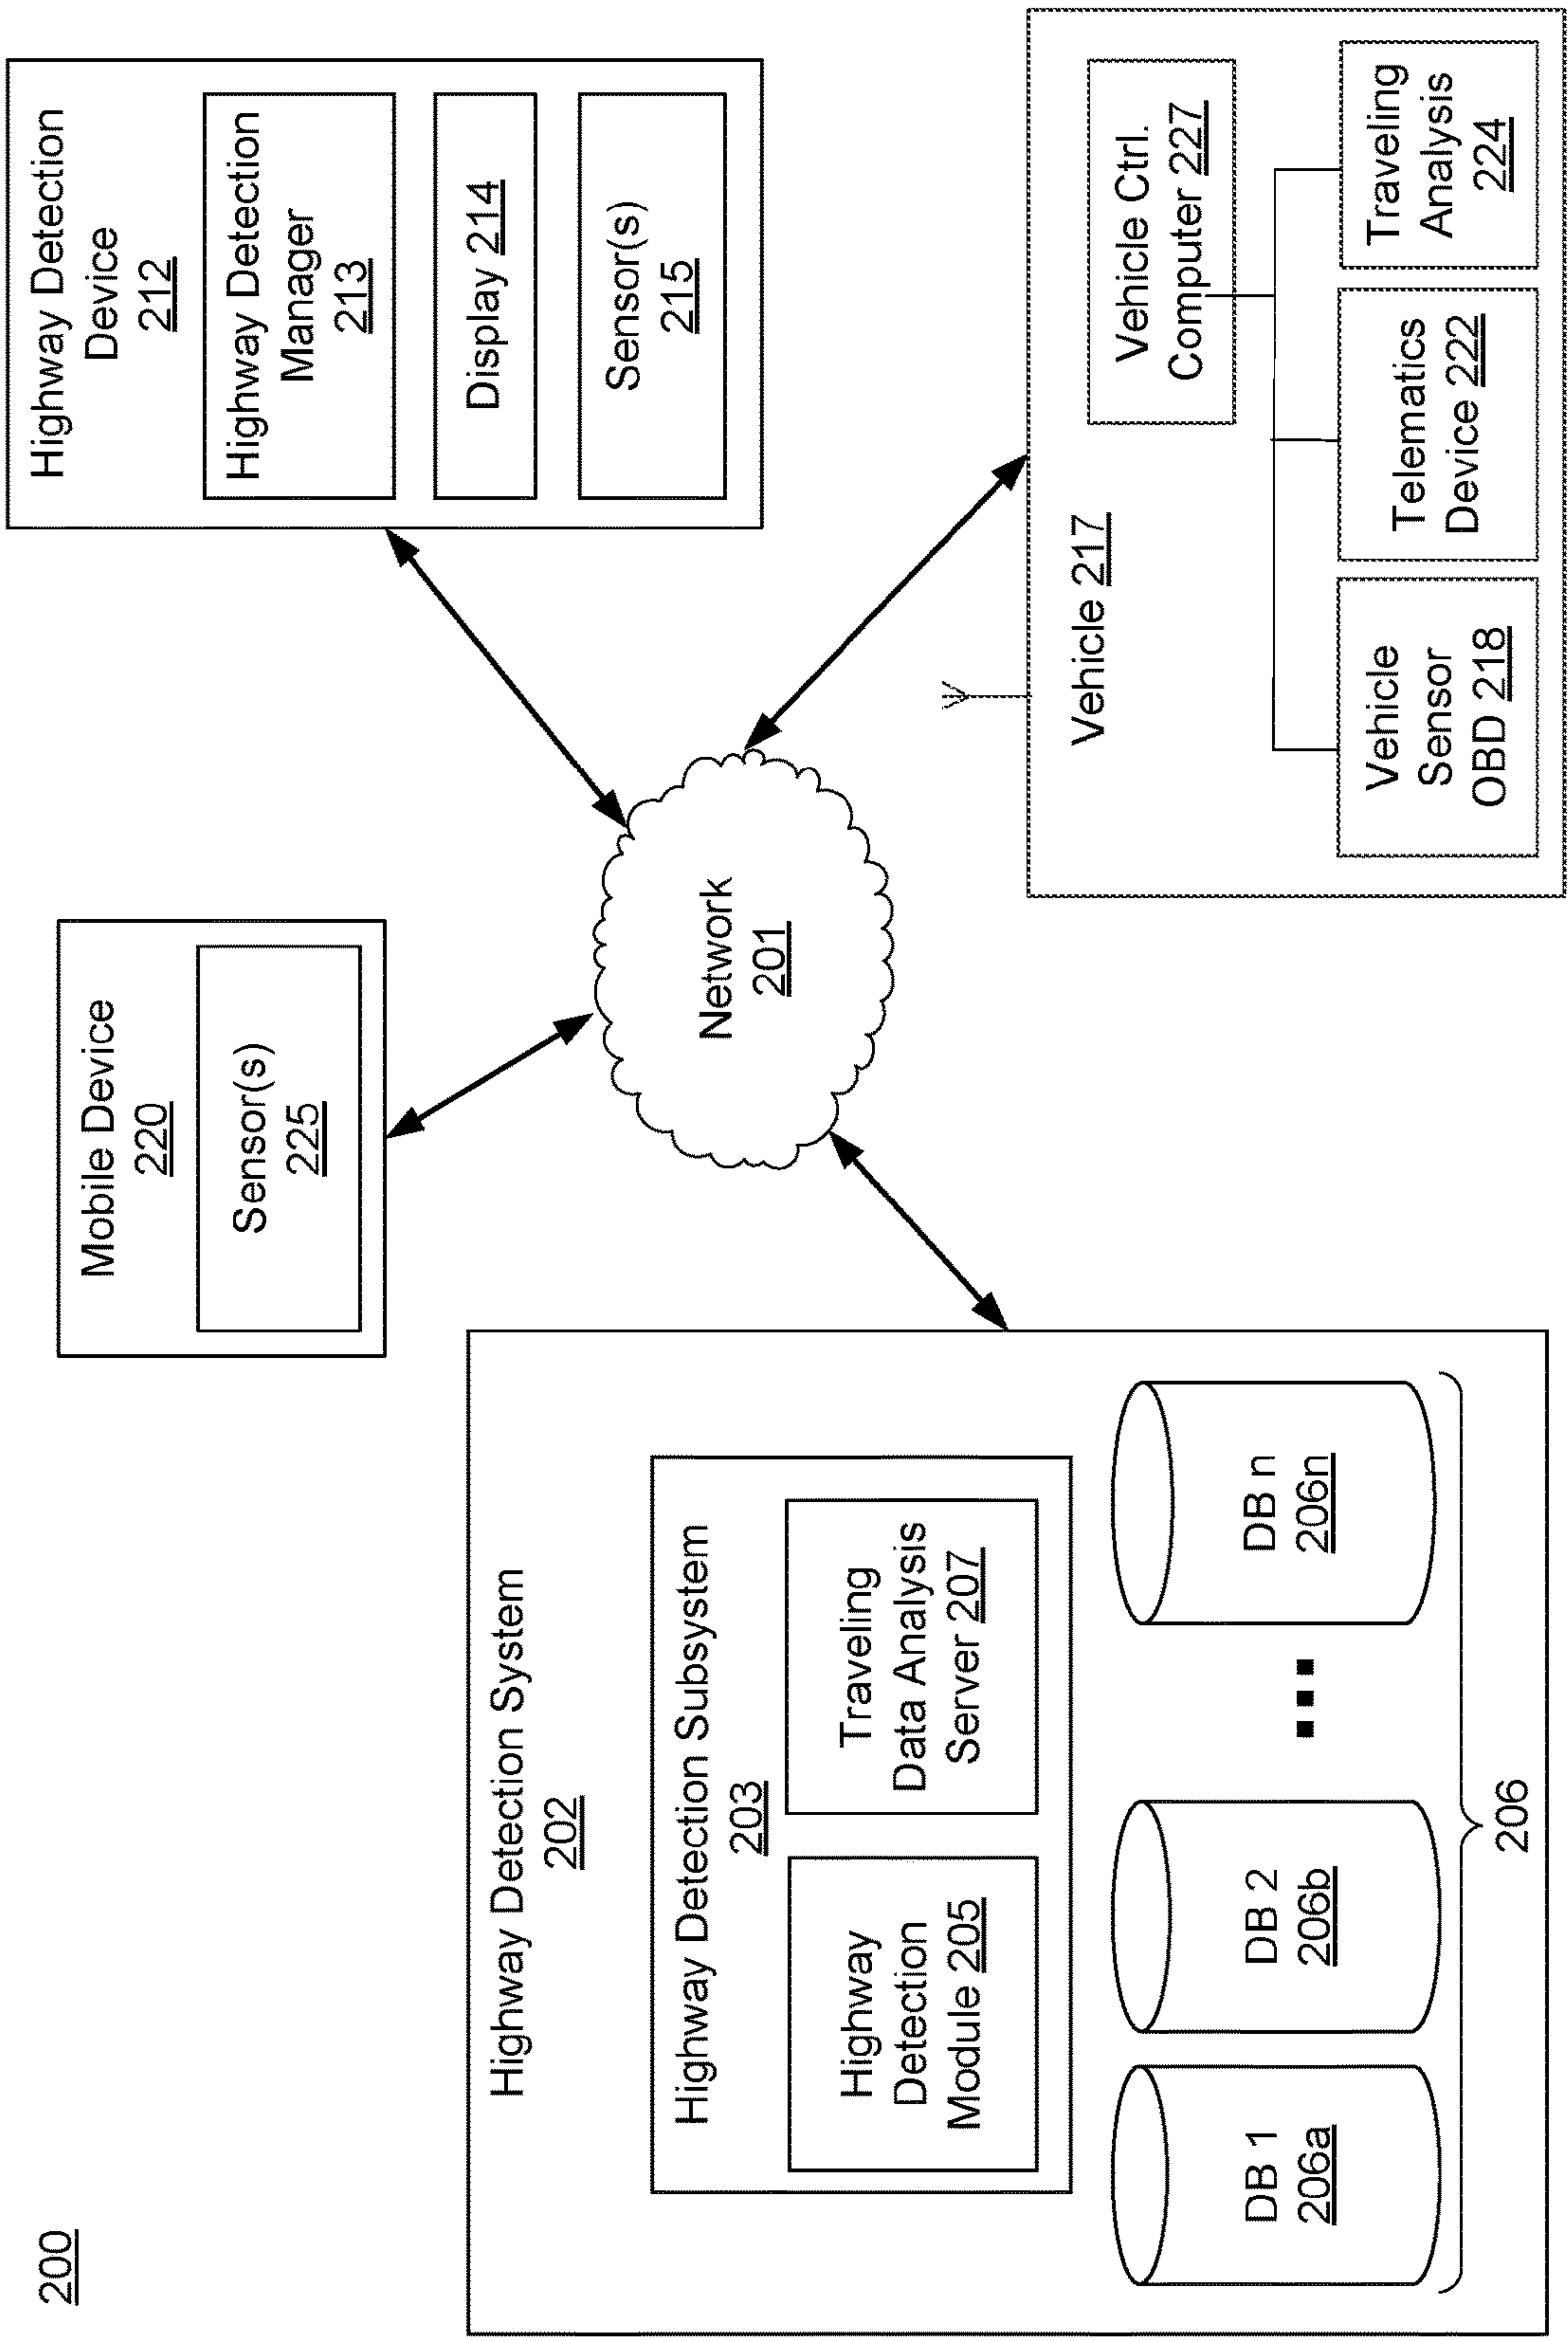 200
Highway Detection System
202
Highway Detection Subsystem
203
Highway
Detection
Module 205
Traveling
Data Analysis
Server 207
DB 1
206a
DB 2
206b
DB n
206n
206
Mobile Device
220
Sensor(s)
225
Network
201
Highway Detection
Device
212
Highway Detection
Manager
213
Display 214
Sensor(s)
215
Vehicle 217
Vehicle Ctrl.
Computer 227
Vehicle
Sensor
OBD 218
Telematics
Device 222
Traveling
Analysis
224